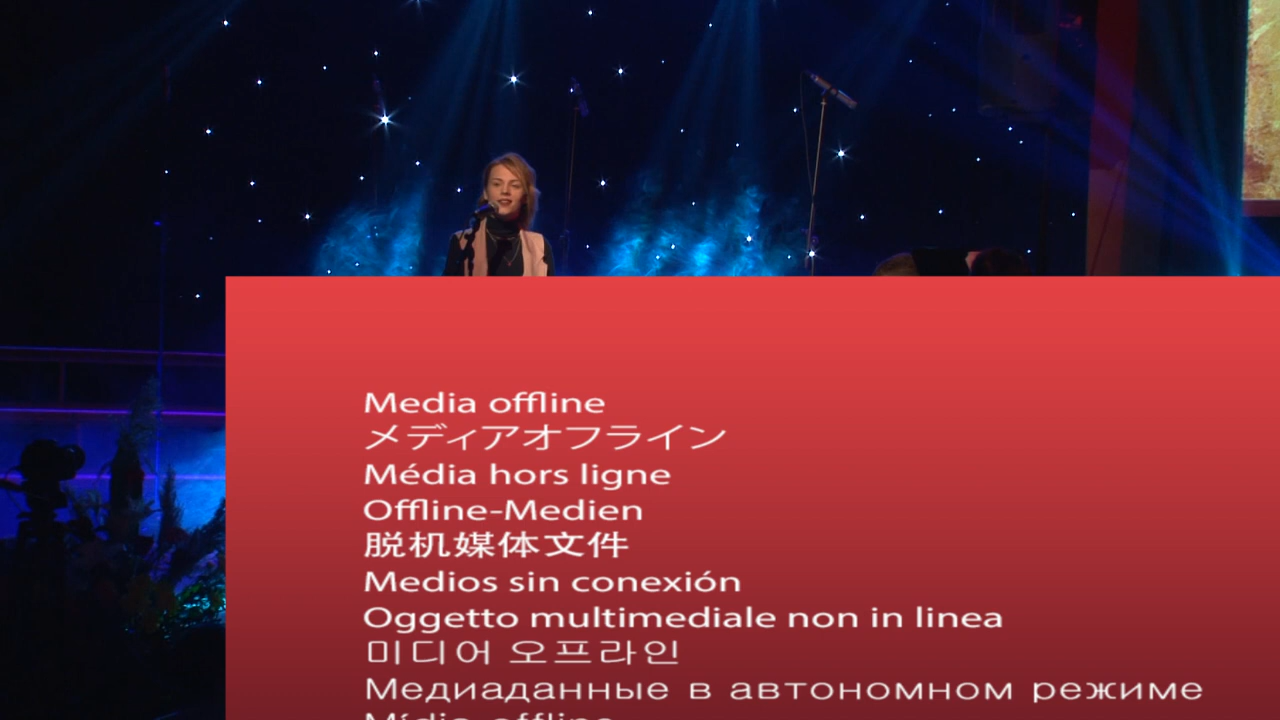 Media offline
メディアオフライン
Média hors ligne
Offline-Medien
脱机媒体文件
Medios sin conexión
Oggetto multimediale non in linea
미디어 오프라인
Медиаданные в автономном режиме
Mídia offline